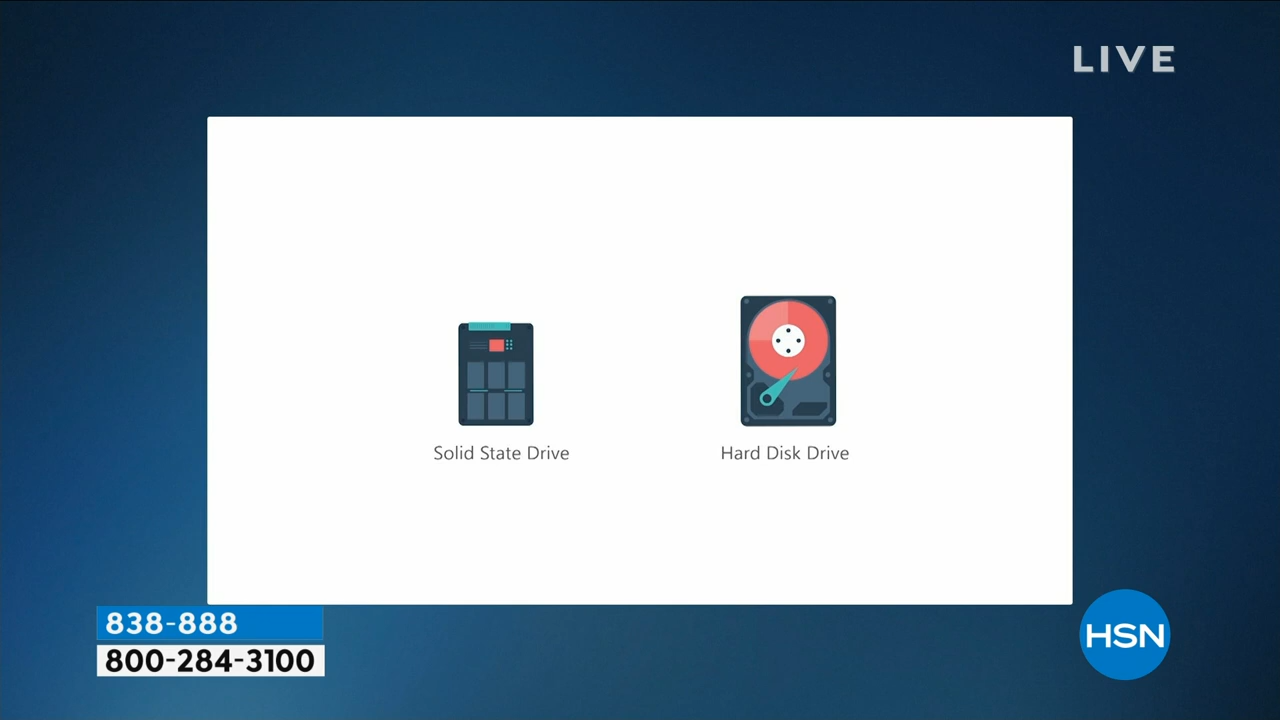 LIVE
Solid State Drive
Hard Disk Drive
838-888
800-284-3100
HSN